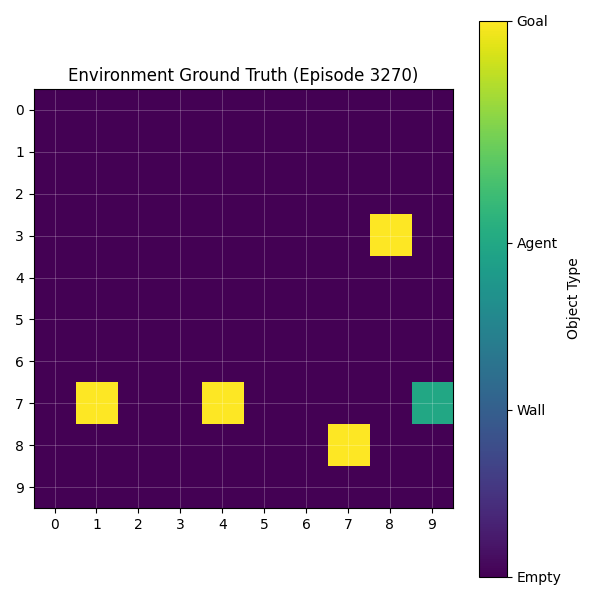 Environment Ground Truth (Episode 3270)
0
1
2
3
4
5
6
7
8
9
0 1 2 3 4 5 6 7 8 9
Goal
Agent
Wall
Empty
Object Type